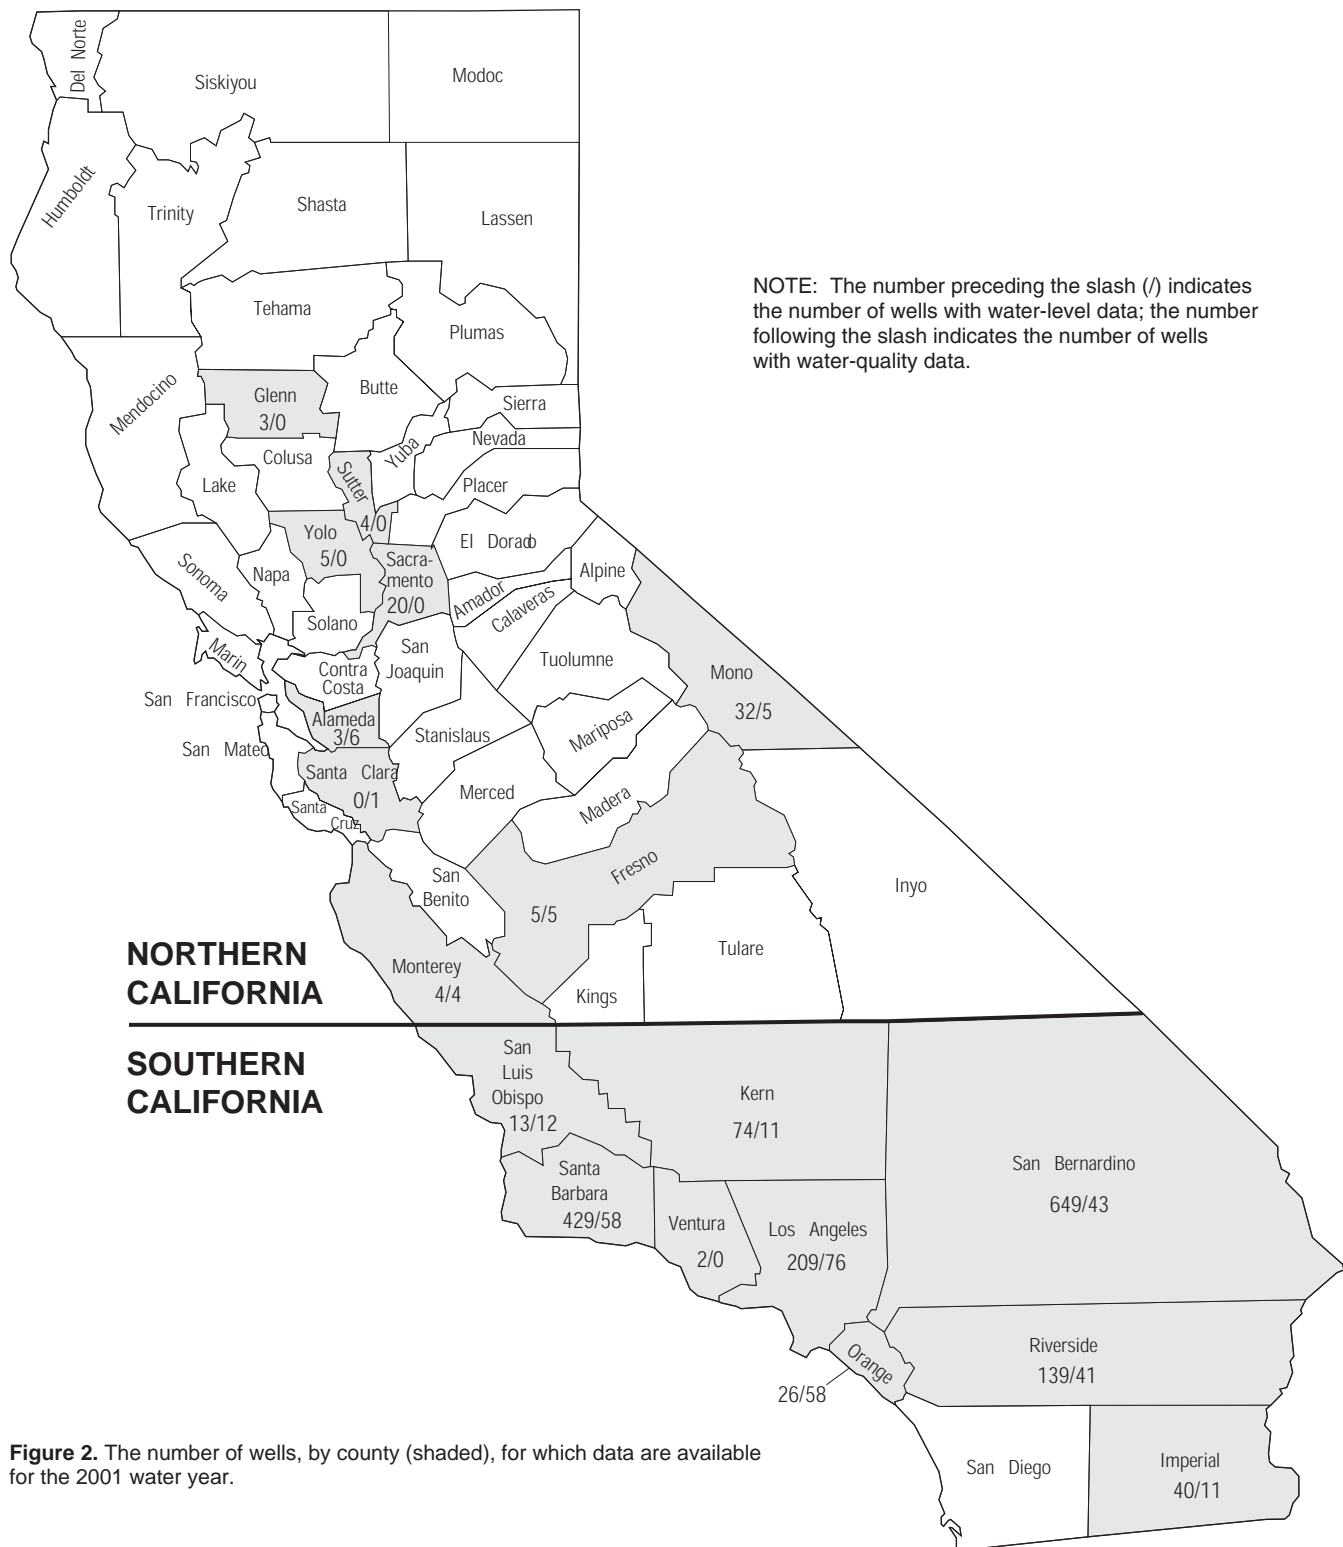 Del Norte
Siskiyou
Modoc
Humboldt
Trinity
Shasta
Lassen
NOTE: The number preceding the slash (/) indicates
the number of wells with water-level data; the number
following the slash indicates the number of wells
with water-quality data.
Tehama
Plumas
Mendocino
Glenn
3/0
Butte
Sierra
Colusa
Yuba
Nevada
Lake
Sutter
4/0
Placer
Yolo
5/0
El Dorado
Sonoma
Napa
Sacra-
mento
20/0
Amador
Alpine
Calaveras
Solano
Marin
Contra
Costa
San
Joaquin
Tuolumne
Mono
32/5
San Francisco
Alameda
3/6
Stanislaus
Mariposa
San Mateo
Santa Clara
0/1
Merced
Madera
Santa
Cruz
Fresno
5/5
San
Benito
Inyo
Tulare
NORTHERN
CALIFORNIA
Monterey
4/4
Kings
SOUTHERN
CALIFORNIA
San
Luis
Obispo
13/12
Kern
74/11
San Bernardino
649/43
Santa
Barbara
429/58
Ventura
2/0
Los Angeles
209/76
Riverside
139/41
Orange
26/58
San Diego
Imperial
40/11
Figure 2. The number of wells, by county (shaded), for which data are available
for the 2001 water year.